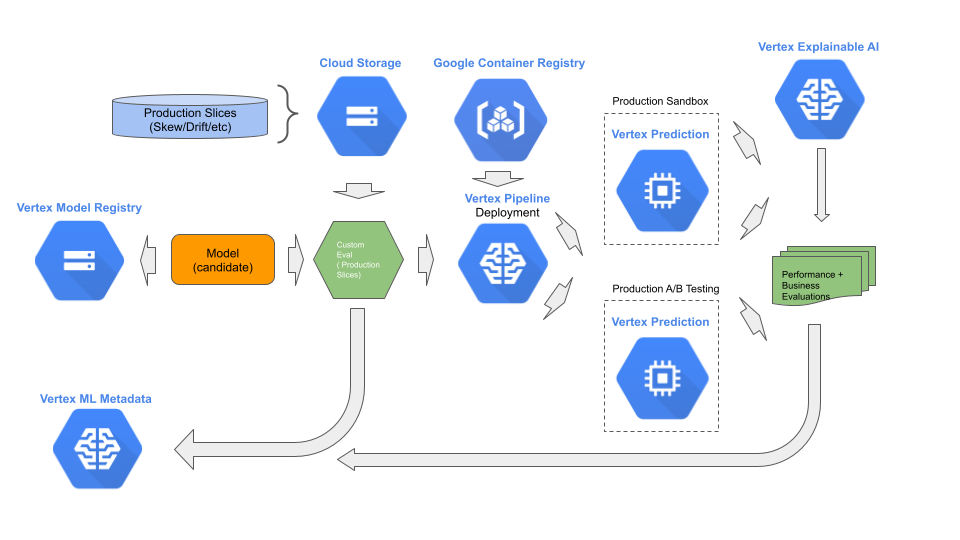 Vertex Explainable AI
Cloud Storage
Google Container Registry
Production Slices
(Skew/Drift/etc)
Production Sandbox
Vertex Prediction
Vertex Model Registry
Vertex Pipeline
Deployment
Model
(candidate)
Custom
Eval
( Production
Slices)
Performance +
Business
Evaluations
Production A/B Testing
Vertex Prediction
Vertex ML Metadata